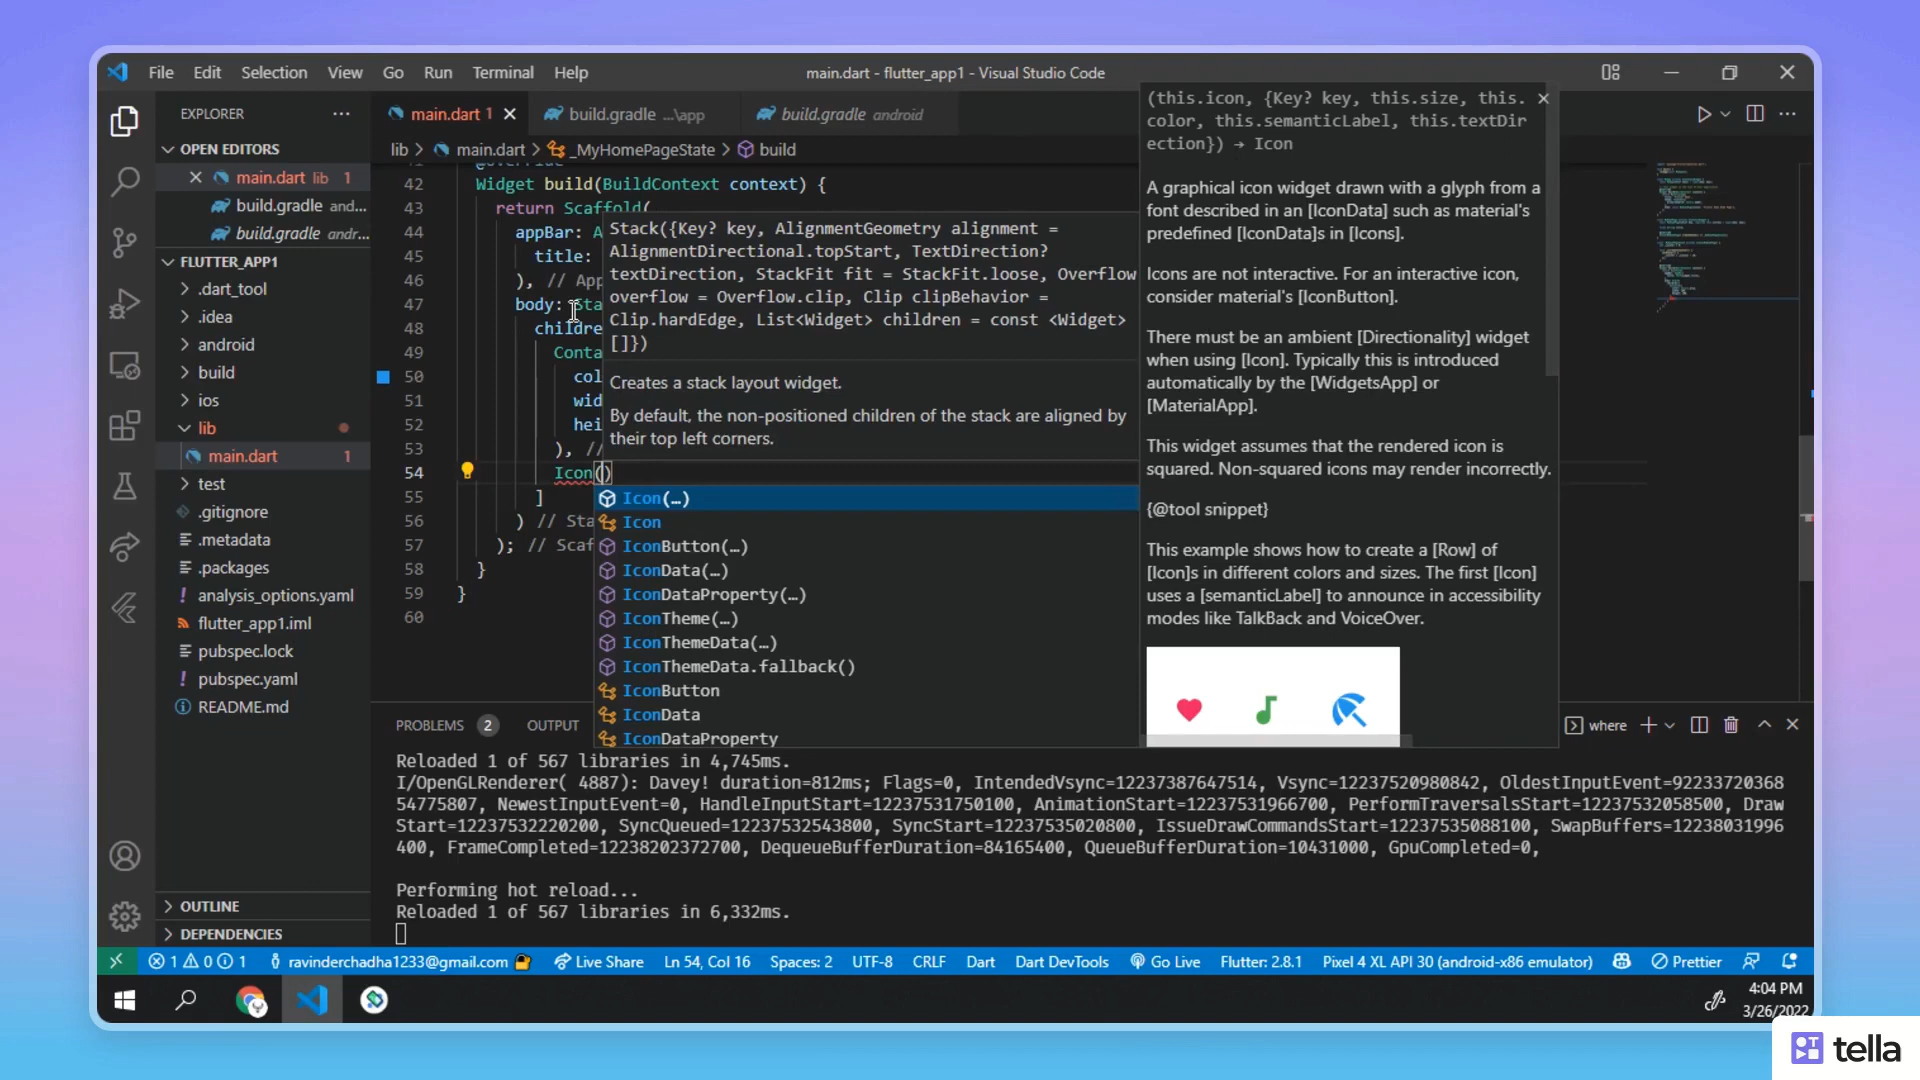 File Edit Selection View Go Run Terminal Help
main.dart - flutter_app1 - Visual Studio Code
EXPLORER
main.dart 1
build.gradle ...\app
build.gradle android
lib > main.dart > _MyHomePageState > build
OPEN EDITORS
main.dart lib 1
build.gradle and...
build.gradle andr...
FLUTTER_APP1
.dart_tool
.idea
android
build
ios
lib
main.dart 1
test
.gitignore
.metadata
.packages
analysis_options.yaml
flutter_app1.iml
pubspec.lock
pubspec.yaml
README.md
OUTLINE
DEPENDENCIES
42 Widget build(BuildContext context) {
43 return Scaffold(
44 appBar: A
45 title:
46 ), // App
47 body: Sta
48 childre
49 Conta
50 col
51 wid
52 hei
53 ), //
54 Icon()
55 ]
56 ) // Sta
57 ); // Scaf
58 }
59 }
60
Stack({Key? key, AlignmentGeometry alignment =
AlignmentDirectional.topStart, TextDirection?
textDirection, StackFit fit = StackFit.loose, Overflow
overflow = Overflow.clip, Clip clipBehavior =
Clip.hardEdge, List<Widget> children = const <Widget>
[]})
Creates a stack layout widget.
By default, the non-positioned children of the stack are aligned by
their top left corners.
Icon(…)
Icon
IconButton(…)
IconData(…)
IconDataProperty(…)
IconTheme(…)
IconThemeData(…)
IconThemeData.fallback()
IconButton
IconData
IconDataProperty
(this.icon, {Key? key, this.size, this.
color, this.semanticLabel, this.textDir
ection}) → Icon
A graphical icon widget drawn with a glyph from a
font described in an [IconData] such as material's
predefined [IconData]s in [Icons].
Icons are not interactive. For an interactive icon,
consider material's [IconButton].
There must be an ambient [Directionality] widget
when using [Icon]. Typically this is introduced
automatically by the [WidgetsApp] or
[MaterialApp].
This widget assumes that the rendered icon is
squared. Non-squared icons may render incorrectly.
{@tool snippet}
This example shows how to create a [Row] of
[Icon]s in different colors and sizes. The first [Icon]
uses a [semanticLabel] to announce in accessibility
modes like TalkBack and VoiceOver.
PROBLEMS 2 OUTPUT
where
Reloaded 1 of 567 libraries in 4,745ms.
I/OpenGLRenderer( 4887): Davey! duration=812ms; Flags=0, IntendedVsync=12237387647514, Vsync=12237520980842, OldestInputEvent=92233720368
54775807, NewestInputEvent=0, HandleInputStart=12237531750100, AnimationStart=12237531966700, PerformTraversalsStart=12237532058500, Draw
Start=12237532220200, SyncQueued=12237532543800, SyncStart=12237535020800, IssueDrawCommandsStart=12237535088100, SwapBuffers=12238031996
400, FrameCompleted=12238202372700, DequeueBufferDuration=84165400, QueueBufferDuration=10431000, GpuCompleted=0,
Performing hot reload...
Reloaded 1 of 567 libraries in 6,332ms.
1 0 1 ravinderchadha1233@gmail.com Live Share Ln 54, Col 16 Spaces: 2 UTF-8 CRLF Dart Dart DevTools Go Live Flutter: 2.8.1 Pixel 4 XL API 30 (android-x86 emulator) Prettier
4:04 PM
3/26/2022
tella